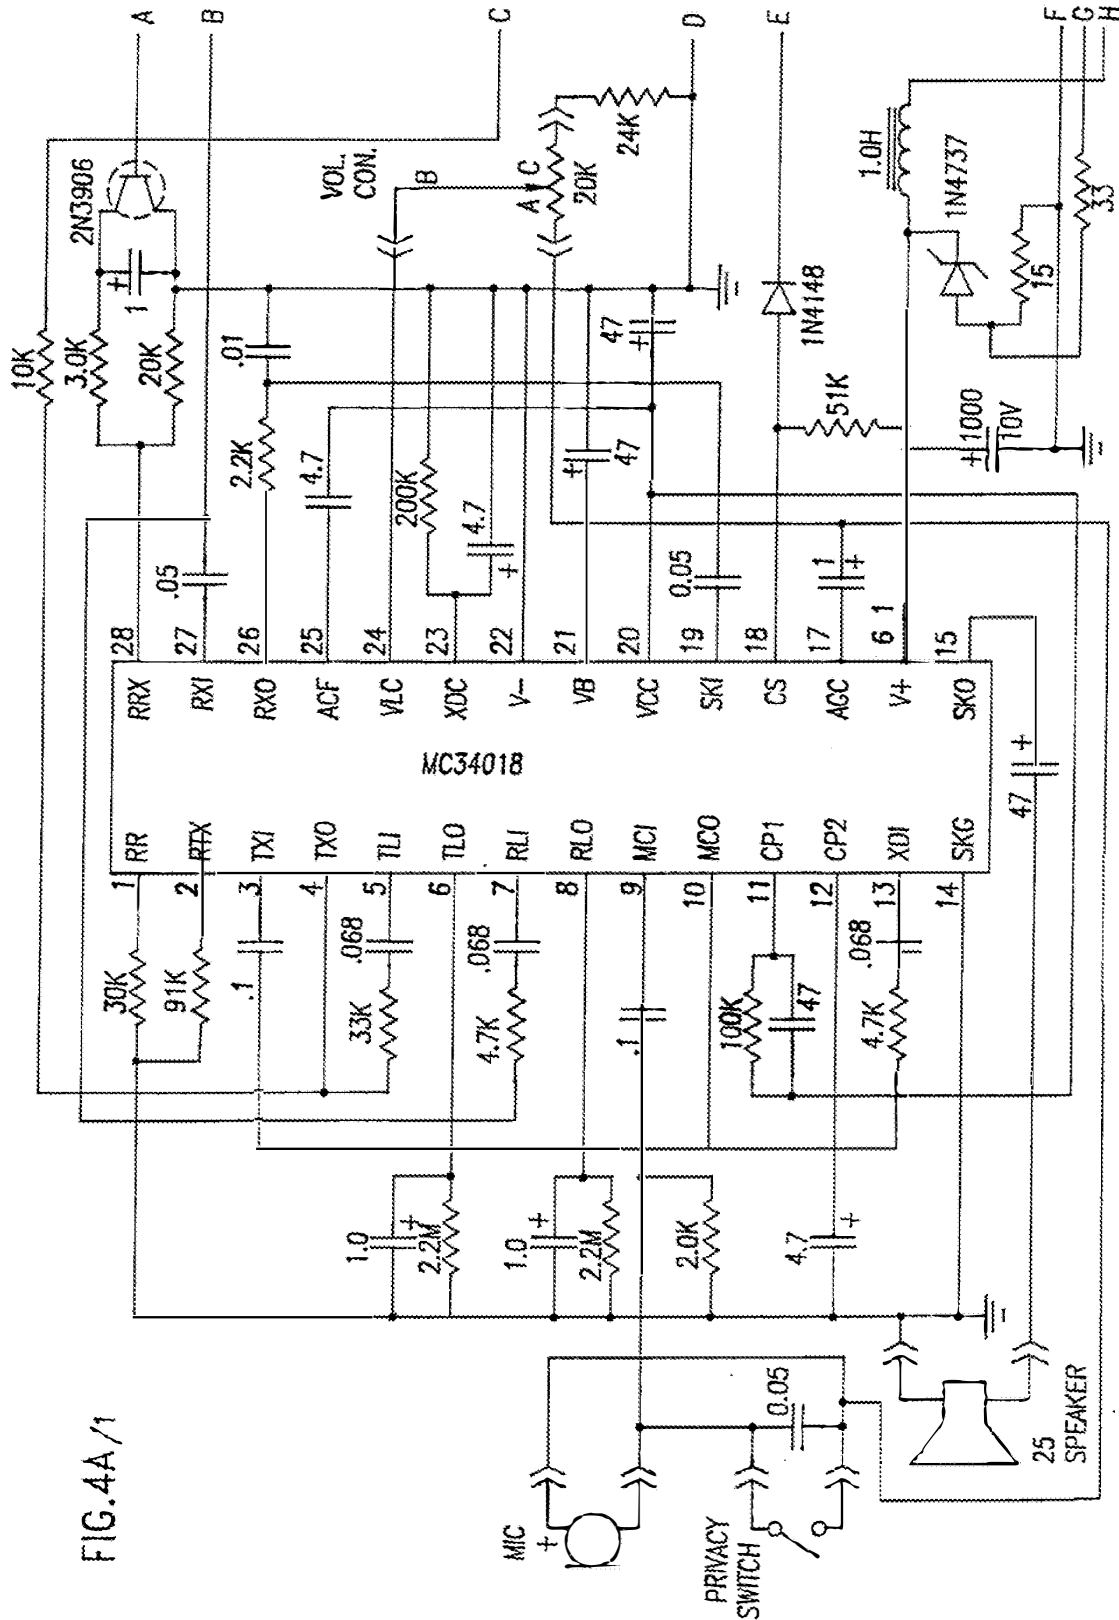 FIG.4A/1
A
B
C
D
E
F
G
H
10K
2N3906
1
+
3.0K
20K
.01
2.2K
4.7
VOL.
CON.
B
A
C
20K
24K
200K
4.7
+
47
+
47
+
1N4148
51K
1.0H
1N4737
15
33
+1000
10V
.05
0.05
1
+
28
27
26
25
24
23
22
21
20
19
18
17
6
1
15
RRX
RXI
RXO
ACF
VLC
XDC
V–
VB
VCC
SKI
CS
AGC
V+
SKO
MC34018
RR
RTX
TXI
TXO
TLI
TLO
RLI
RLO
MCI
MCO
CP1
CP2
XDI
SKG
1
2
3
4
5
6
7
8
9
10
11
12
13
14
30K
91K
.1
33K
.068
4.7K
.068
.1
100K
47
4.7K
.068
47
+
1.0
+
2.2M
1.0
+
2.2M
2.0K
4.7
+
MIC
+
PRIVACY
SWITCH
0.05
25
SPEAKER